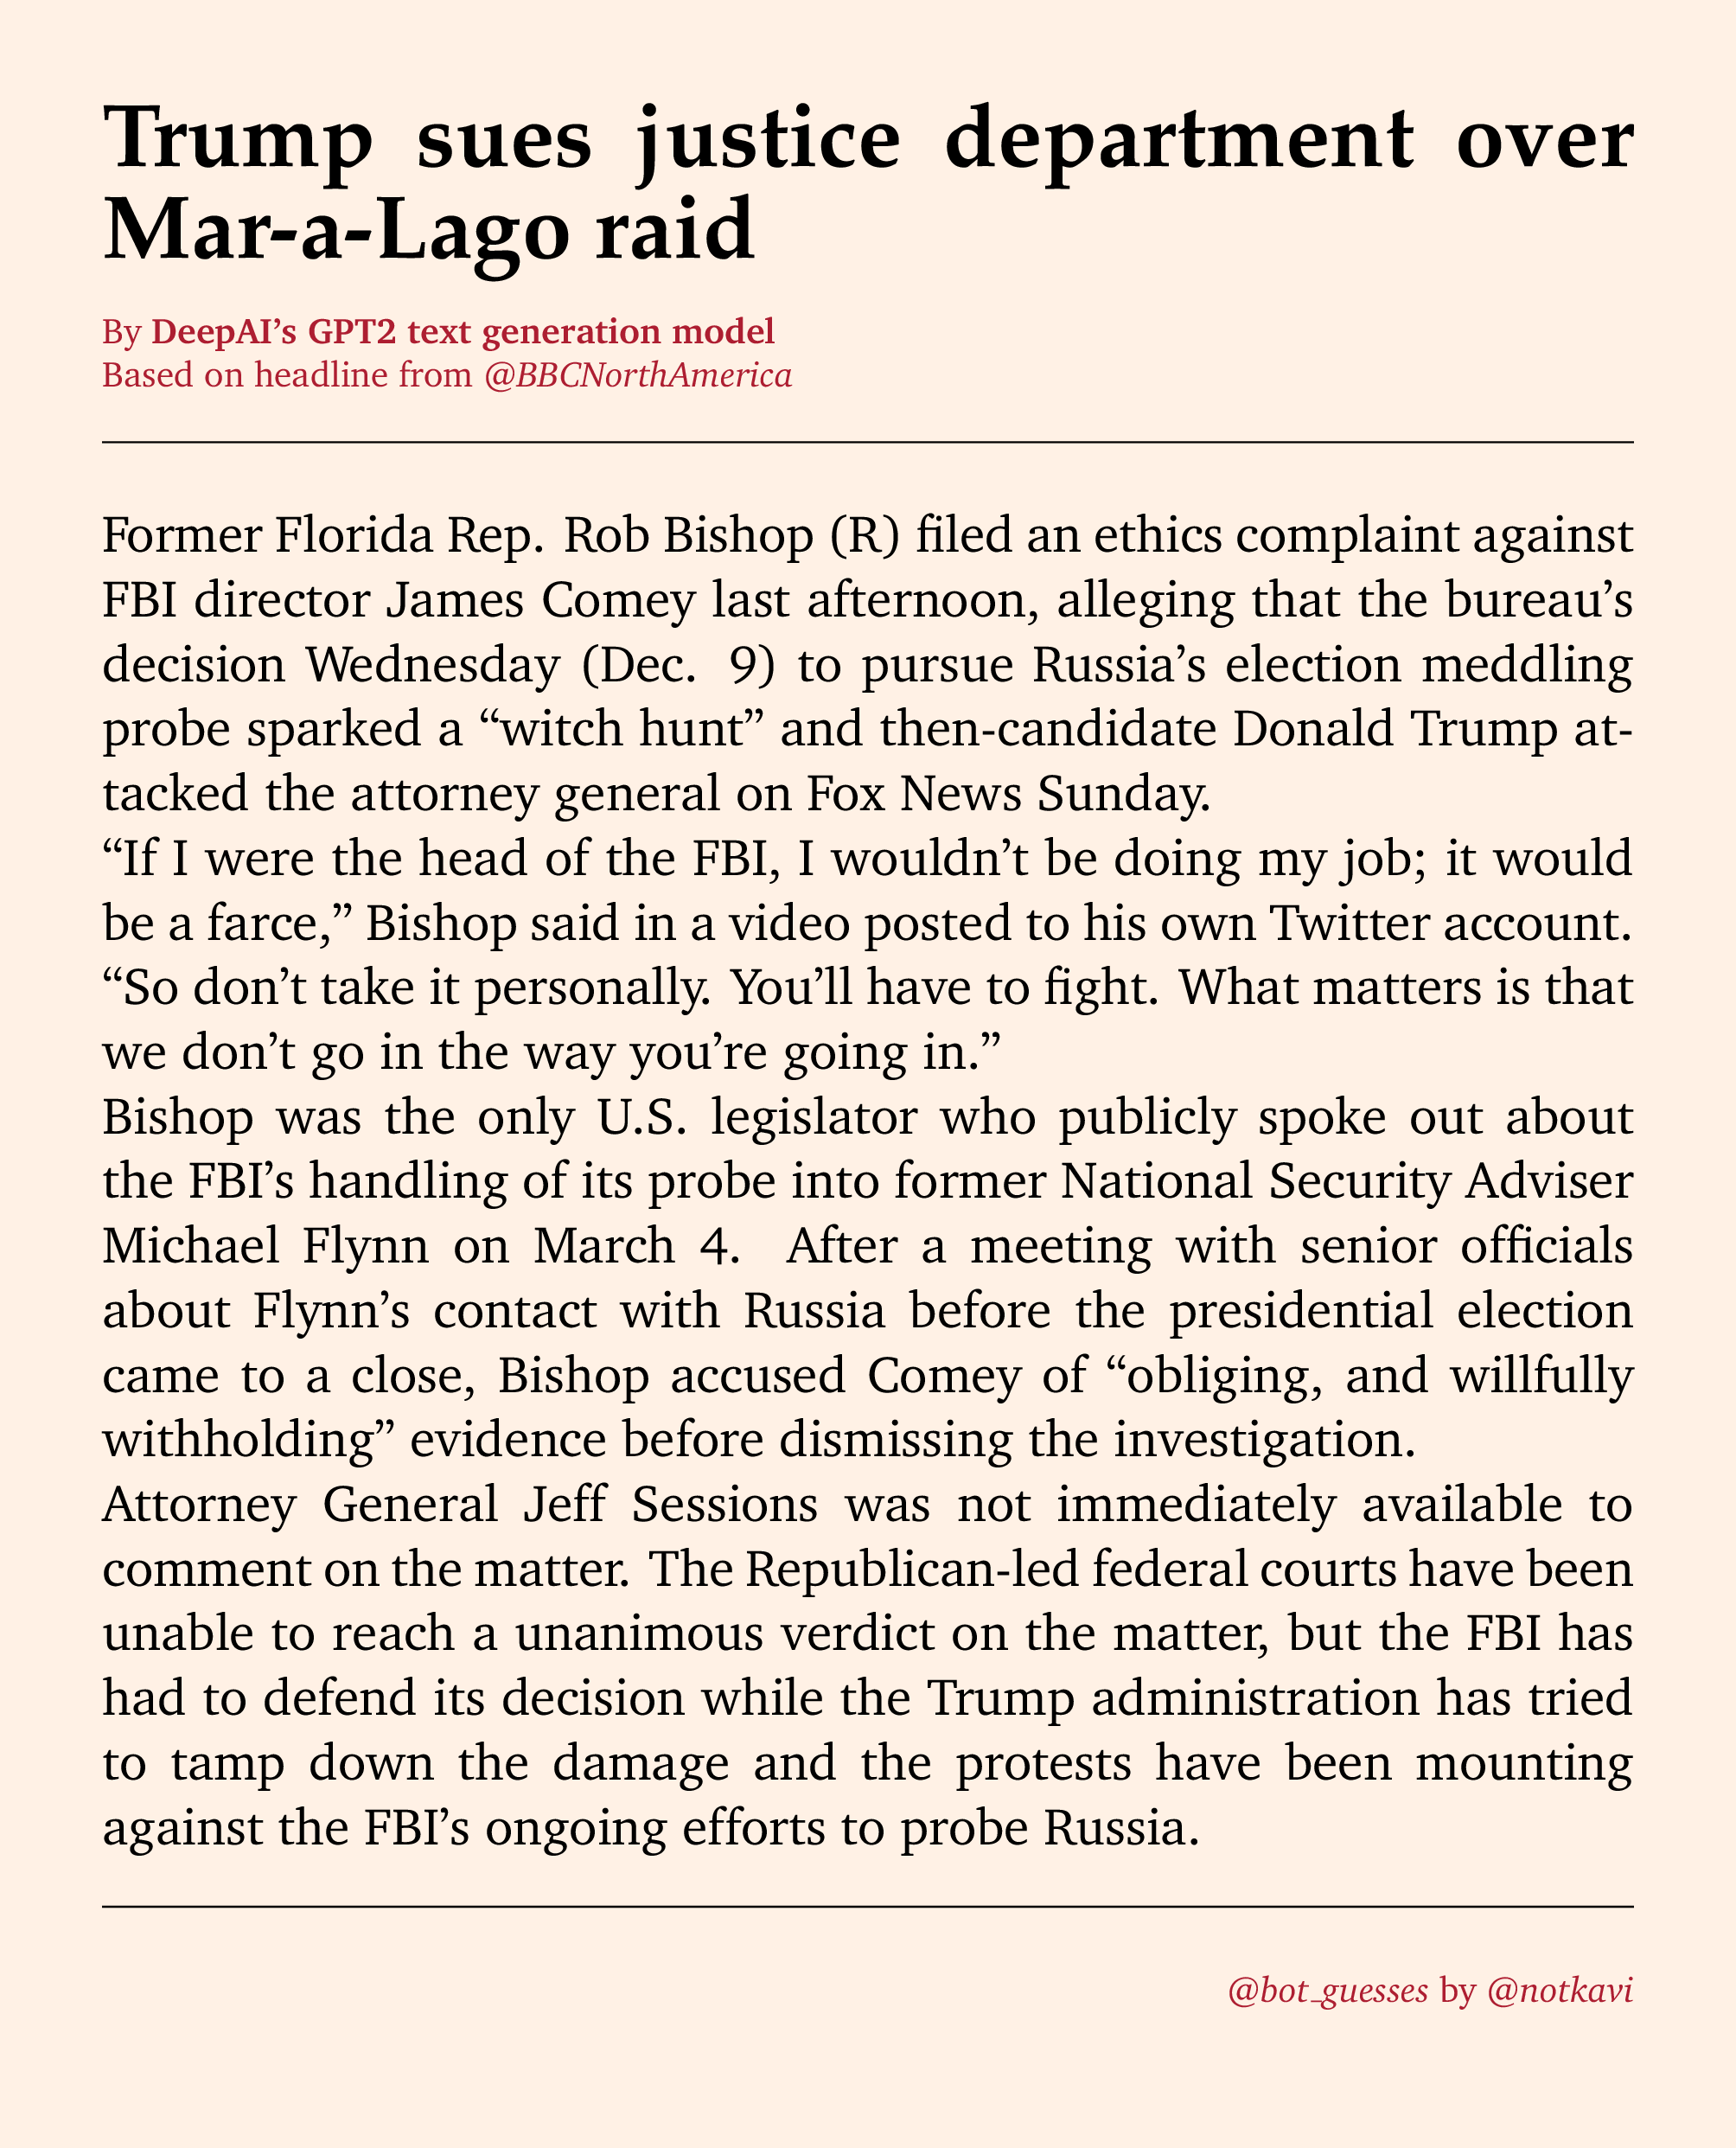 Trump sues justice department over
Mar-a-Lago raid
By DeepAI’s GPT2 text generation model
Based on headline from @BBCNorthAmerica
Former Florida Rep. Rob Bishop (R) filed an ethics complaint against
FBI director James Comey last afternoon, alleging that the bureau’s
decision Wednesday (Dec. 9) to pursue Russia’s election meddling
probe sparked a “witch hunt” and then-candidate Donald Trump at-
tacked the attorney general on Fox News Sunday.
“If I were the head of the FBI, I wouldn’t be doing my job; it would
be a farce,” Bishop said in a video posted to his own Twitter account.
“So don’t take it personally. You’ll have to fight. What matters is that
we don’t go in the way you’re going in.”
Bishop was the only U.S. legislator who publicly spoke out about
the FBI’s handling of its probe into former National Security Adviser
Michael Flynn on March 4. After a meeting with senior officials
about Flynn’s contact with Russia before the presidential election
came to a close, Bishop accused Comey of “obliging, and willfully
withholding” evidence before dismissing the investigation.
Attorney General Jeff Sessions was not immediately available to
comment on the matter. The Republican-led federal courts have been
unable to reach a unanimous verdict on the matter, but the FBI has
had to defend its decision while the Trump administration has tried
to tamp down the damage and the protests have been mounting
against the FBI’s ongoing efforts to probe Russia.
@bot_guesses by @notkavi